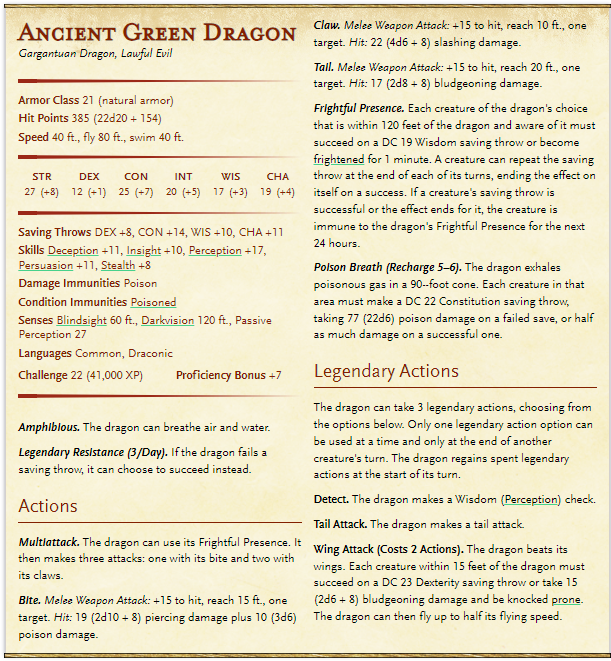 Ancient Green Dragon
Gargantuan Dragon, Lawful Evil
Armor Class 21 (natural armor)
Hit Points 385 (22d20 + 154)
Speed 40 ft., fly 80 ft., swim 40 ft.
STR DEX CON INT WIS CHA
27 (+8) 12 (+1) 25 (+7) 20 (+5) 17 (+3) 19 (+4)
Saving Throws DEX +8, CON +14, WIS +10, CHA +11
Skills Deception +11, Insight +10, Perception +17,
Persuasion +11, Stealth +8
Damage Immunities Poison
Condition Immunities Poisoned
Senses Blindsight 60 ft., Darkvision 120 ft., Passive
Perception 27
Languages Common, Draconic
Challenge 22 (41,000 XP) Proficiency Bonus +7
Amphibious. The dragon can breathe air and water.
Legendary Resistance (3/Day). If the dragon fails a
saving throw, it can choose to succeed instead.
Actions
Multiattack. The dragon can use its Frightful Presence. It
then makes three attacks: one with its bite and two with
its claws.
Bite. Melee Weapon Attack: +15 to hit, reach 15 ft., one
target. Hit: 19 (2d10 + 8) piercing damage plus 10 (3d6)
poison damage.
Claw. Melee Weapon Attack: +15 to hit, reach 10 ft., one
target. Hit: 22 (4d6 + 8) slashing damage.
Tail. Melee Weapon Attack: +15 to hit, reach 20 ft., one
target. Hit: 17 (2d8 + 8) bludgeoning damage.
Frightful Presence. Each creature of the dragon's choice
that is within 120 feet of the dragon and aware of it must
succeed on a DC 19 Wisdom saving throw or become
frightened for 1 minute. A creature can repeat the saving
throw at the end of each of its turns, ending the effect on
itself on a success. If a creature's saving throw is
successful or the effect ends for it, the creature is
immune to the dragon's Frightful Presence for the next
24 hours.
Poison Breath (Recharge 5–6). The dragon exhales
poisonous gas in a 90--foot cone. Each creature in that
area must make a DC 22 Constitution saving throw,
taking 77 (22d6) poison damage on a failed save, or half
as much damage on a successful one.
Legendary Actions
The dragon can take 3 legendary actions, choosing from
the options below. Only one legendary action option can
be used at a time and only at the end of another
creature's turn. The dragon regains spent legendary
actions at the start of its turn.
Detect. The dragon makes a Wisdom (Perception) check.
Tail Attack. The dragon makes a tail attack.
Wing Attack (Costs 2 Actions). The dragon beats its
wings. Each creature within 15 feet of the dragon must
succeed on a DC 23 Dexterity saving throw or take 15
(2d6 + 8) bludgeoning damage and be knocked prone.
The dragon can then fly up to half its flying speed.